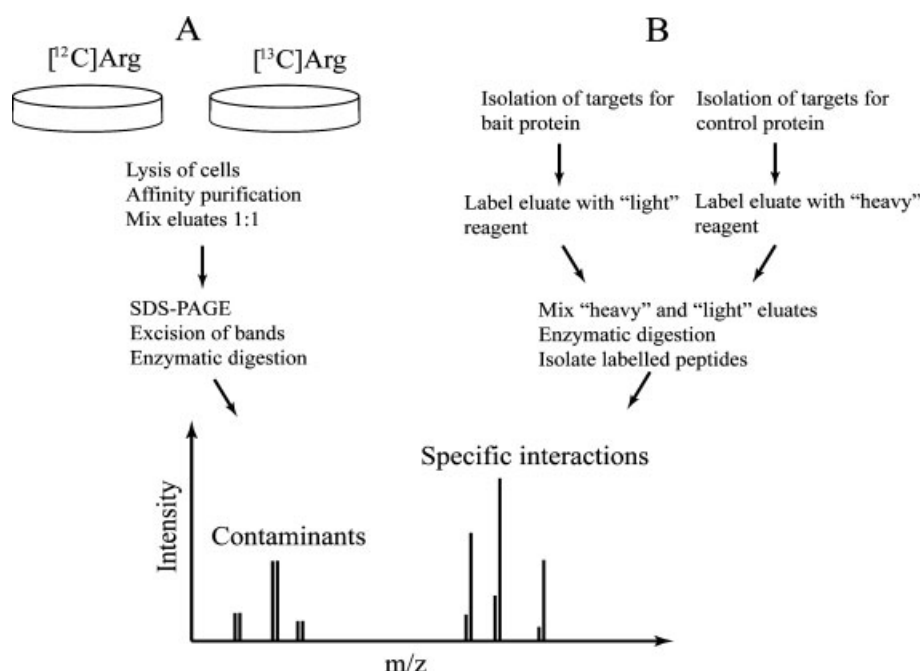 A
[¹²C]Arg
[¹³C]Arg
Lysis of cells
Affinity purification
Mix eluates 1:1
SDS-PAGE
Excision of bands
Enzymatic digestion
B
Isolation of targets for
bait protein
Isolation of targets for
control protein
Label eluate with “light”
reagent
Label eluate with “heavy”
reagent
Mix “heavy” and “light” eluates
Enzymatic digestion
Isolate labelled peptides
Intensity
Contaminants
Specific interactions
m/z